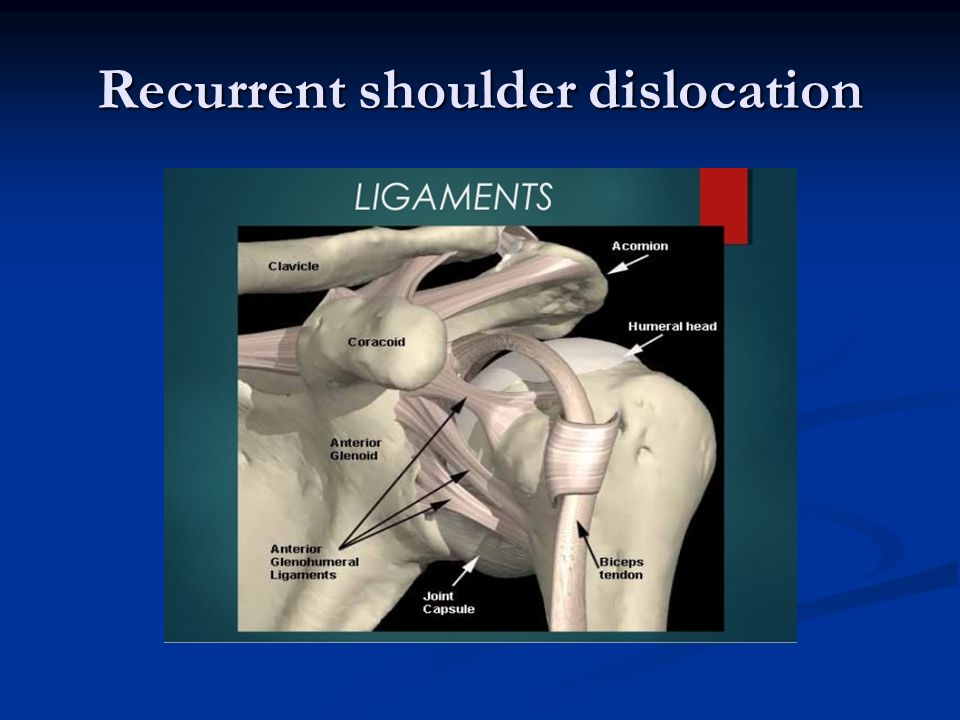 Recurrent shoulder dislocation
LIGAMENTS
Acomion
Clavicle
Humeral head
Coracoid
Anterior
Glenoid
Anterior
Glenohumeral
Ligaments
Biceps
tendon
Joint
Capsule